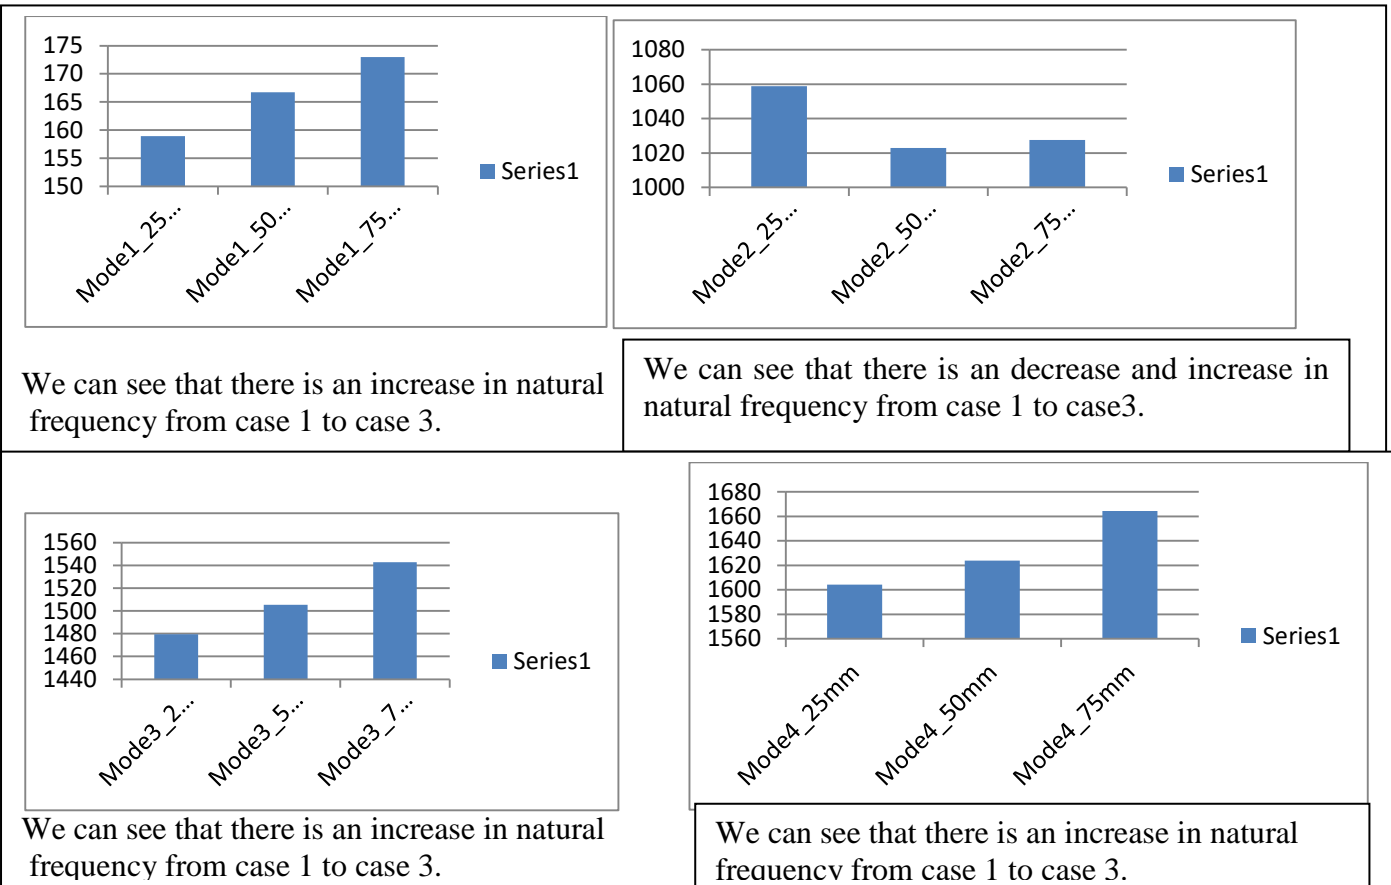 175
170
165
160
155
150
Mode1_25...
Mode1_50...
Mode1_75...
Series1
1080
1060
1040
1020
1000
Mode2_25...
Mode2_50...
Mode2_75...
Series1
We can see that there is an increase in natural
frequency from case 1 to case 3.
We can see that there is an decrease and increase in
natural frequency from case 1 to case3.
1560
1540
1520
1500
1480
1460
1440
Mode3_2...
Mode3_5...
Mode3_7...
Series1
1680
1660
1640
1620
1600
1580
1560
Mode4_25mm
Mode4_50mm
Mode4_75mm
Series1
We can see that there is an increase in natural
frequency from case 1 to case 3.
We can see that there is an increase in natural
frequency from case 1 to case 3.